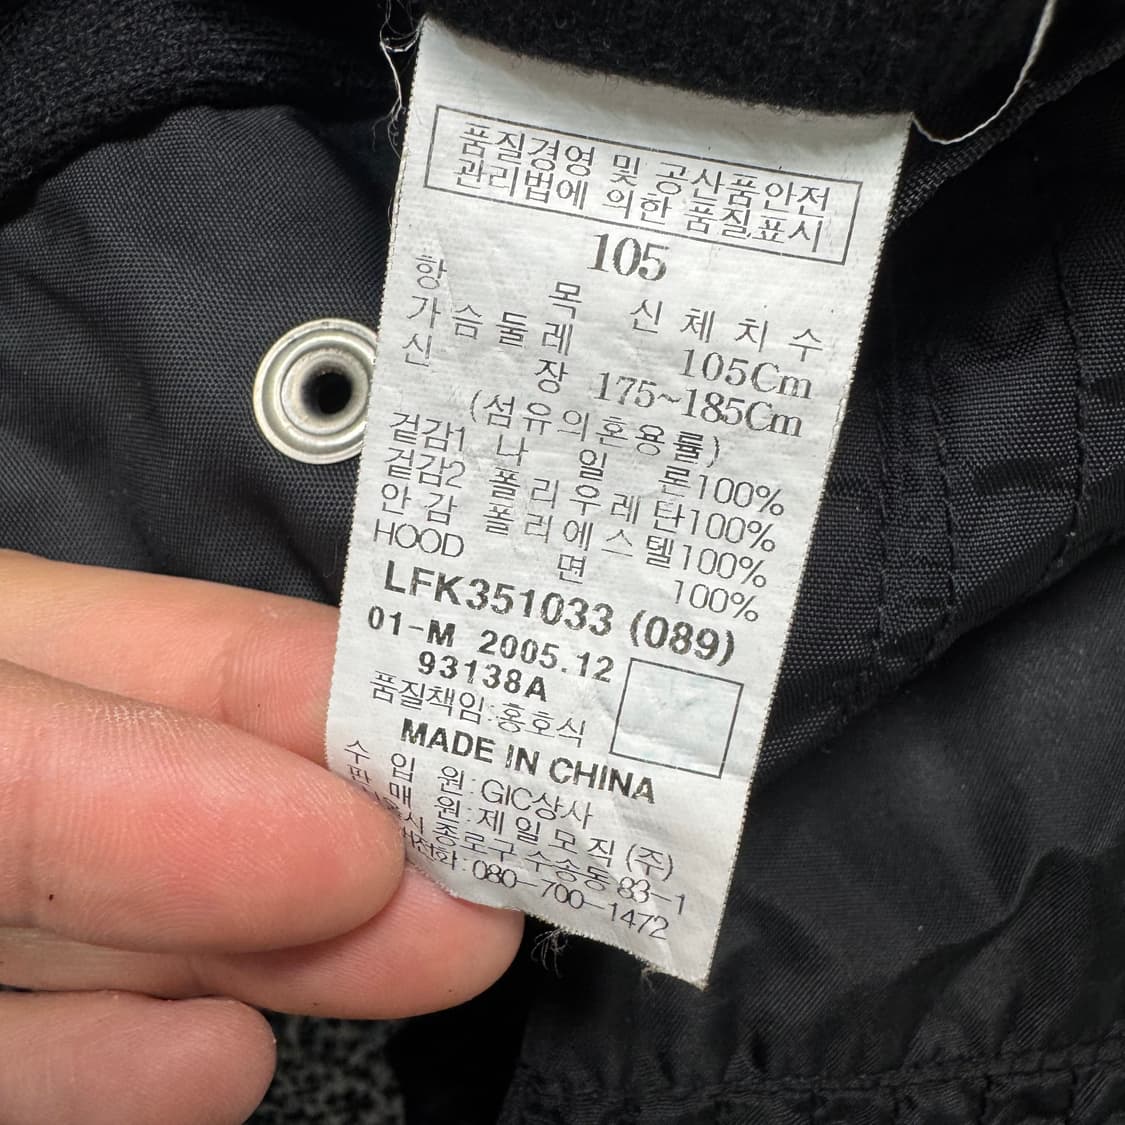 품질경영 및 공산품안전
관리법에 의한 품질표시
105
항 목 신 체 치 수
가 슴 둘 레 105Cm
신 장 175~185Cm
(섬유의혼용률)
겉감1 나 일 론100%
겉감2 폴리우레탄100%
안 감 폴리에스텔100%
HOOD 면 100%
LFK351033 (089)
01-M 2005.12
93138A
품질책임:홍호식
MADE IN CHINA
수 입 원:GIC상사
판 매 원:제일모직(주)
종로구수송동83-1
전화:080-700-1472